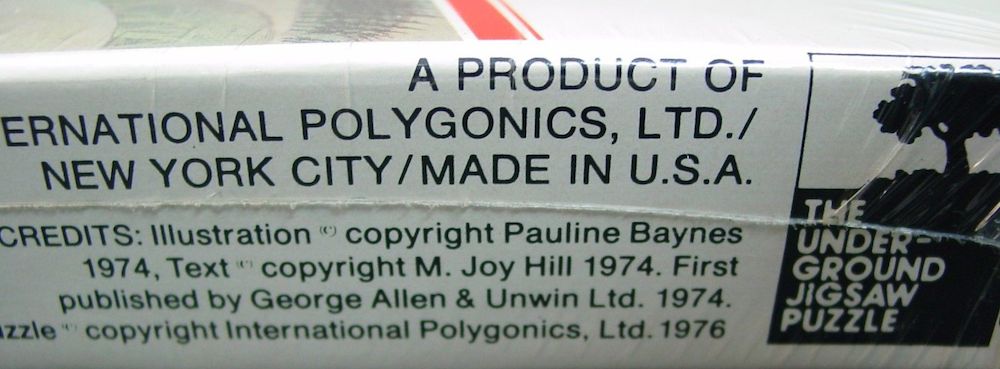 A PRODUCT OF
ERNATIONAL POLYGONICS, LTD./
NEW YORK CITY/MADE IN U.S.A.
CREDITS: Illustration © copyright Pauline Baynes
1974, Text © copyright M. Joy Hill 1974. First
published by George Allen & Unwin Ltd. 1974.
zzle © copyright International Polygonics, Ltd. 1976
THE
UNDER-
GROUND
JIGSAW
PUZZLE